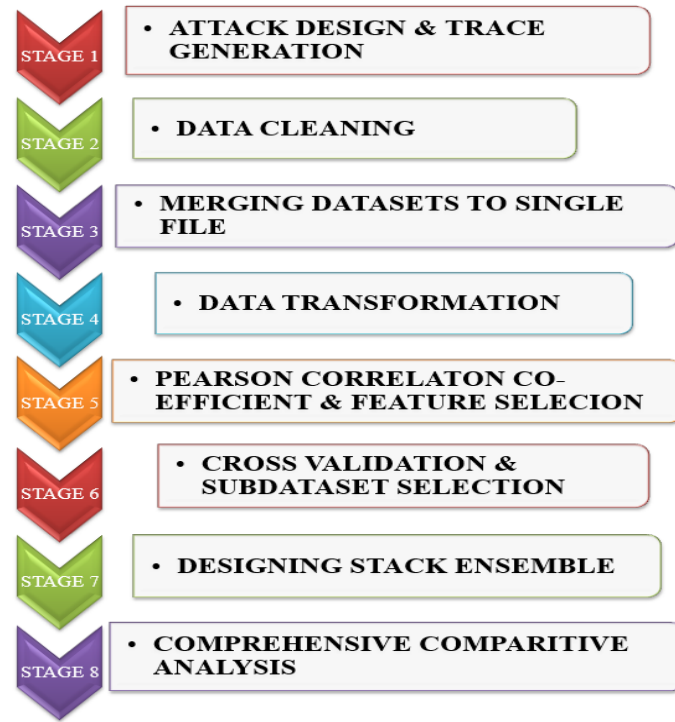 STAGE 1
• ATTACK DESIGN & TRACE
GENERATION
STAGE 2
• DATA CLEANING
STAGE 3
• MERGING DATASETS TO SINGLE
FILE
STAGE 4
• DATA TRANSFORMATION
STAGE 5
• PEARSON CORRELATON CO-
EFFICIENT & FEATURE SELECION
STAGE 6
• CROSS VALIDATION &
SUBDATASET SELECTION
STAGE 7
• DESIGNING STACK ENSEMBLE
STAGE 8
• COMPREHENSIVE COMPARITIVE
ANALYSIS